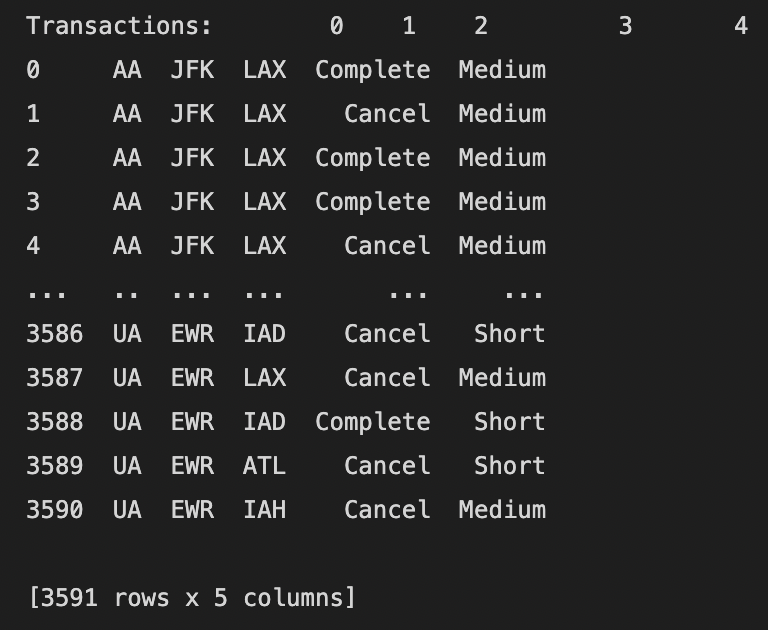 Transactions:        0    1    2         3       4
0     AA  JFK  LAX  Complete  Medium
1     AA  JFK  LAX    Cancel  Medium
2     AA  JFK  LAX  Complete  Medium
3     AA  JFK  LAX  Complete  Medium
4     AA  JFK  LAX    Cancel  Medium
...   ..  ...  ...       ...     ...
3586  UA  EWR  IAD    Cancel   Short
3587  UA  EWR  LAX    Cancel  Medium
3588  UA  EWR  IAD  Complete   Short
3589  UA  EWR  ATL    Cancel   Short
3590  UA  EWR  IAH    Cancel  Medium
[3591 rows x 5 columns]